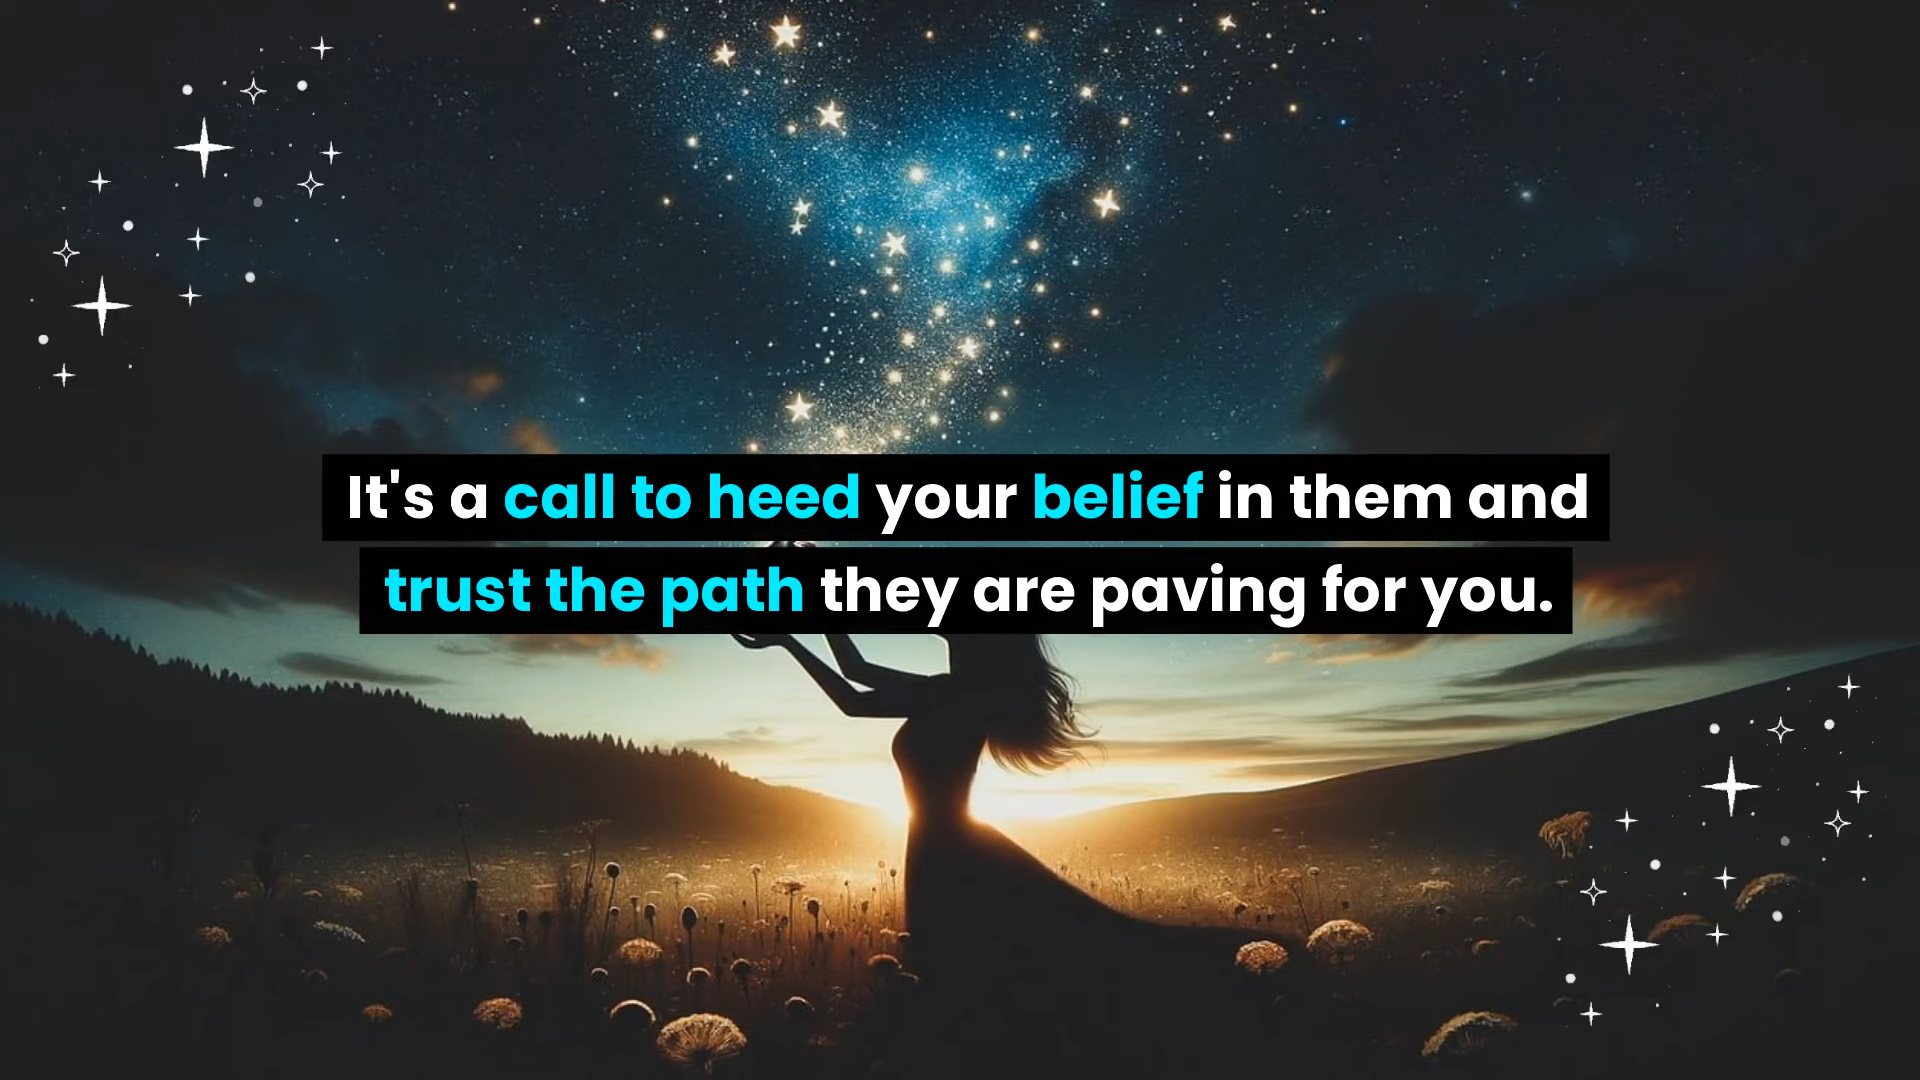 It's a call to heed your belief in them and
trust the path they are paving for you.